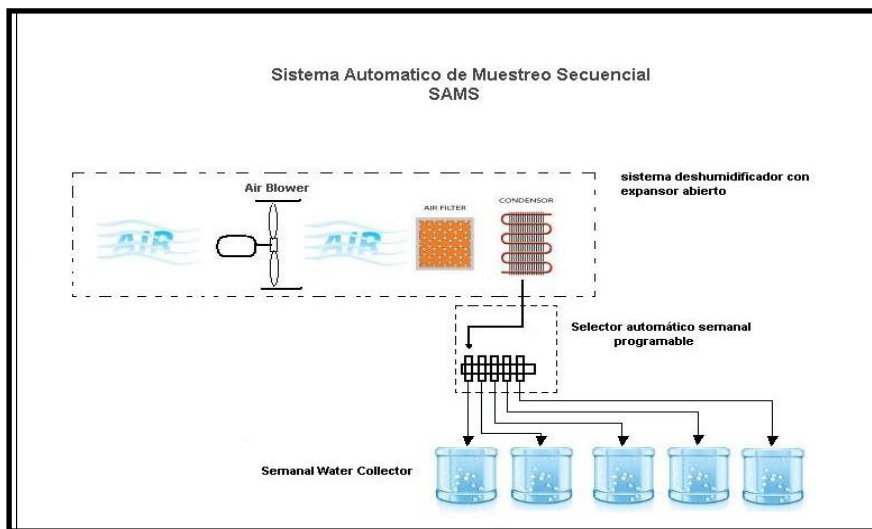 Sistema Automatico de Muestreo Secuencial
SAMS
sistema deshumidificador con
expansor abierto
Air Blower
AIR
AIR
AIR FILTER
CONDENSOR
Selector automático semanal
programable
Semanal Water Collector